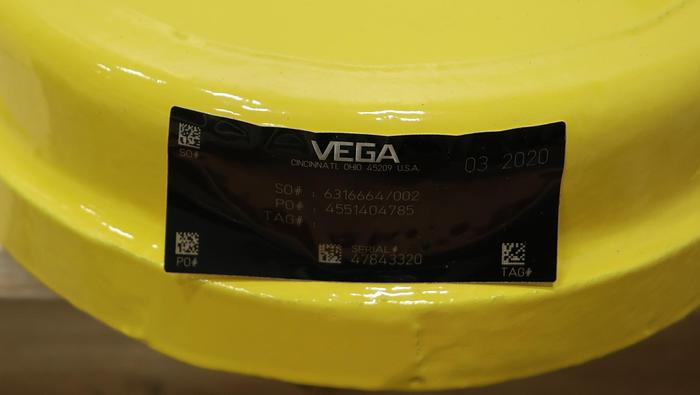 VEGA
CINCINNATI, OHIO 45209 U.S.A.
03 2020
SO#
SO# : 6316664/002
PO# : 4551404785
TAG# :
PO#
SERIAL#
47843320
TAG#